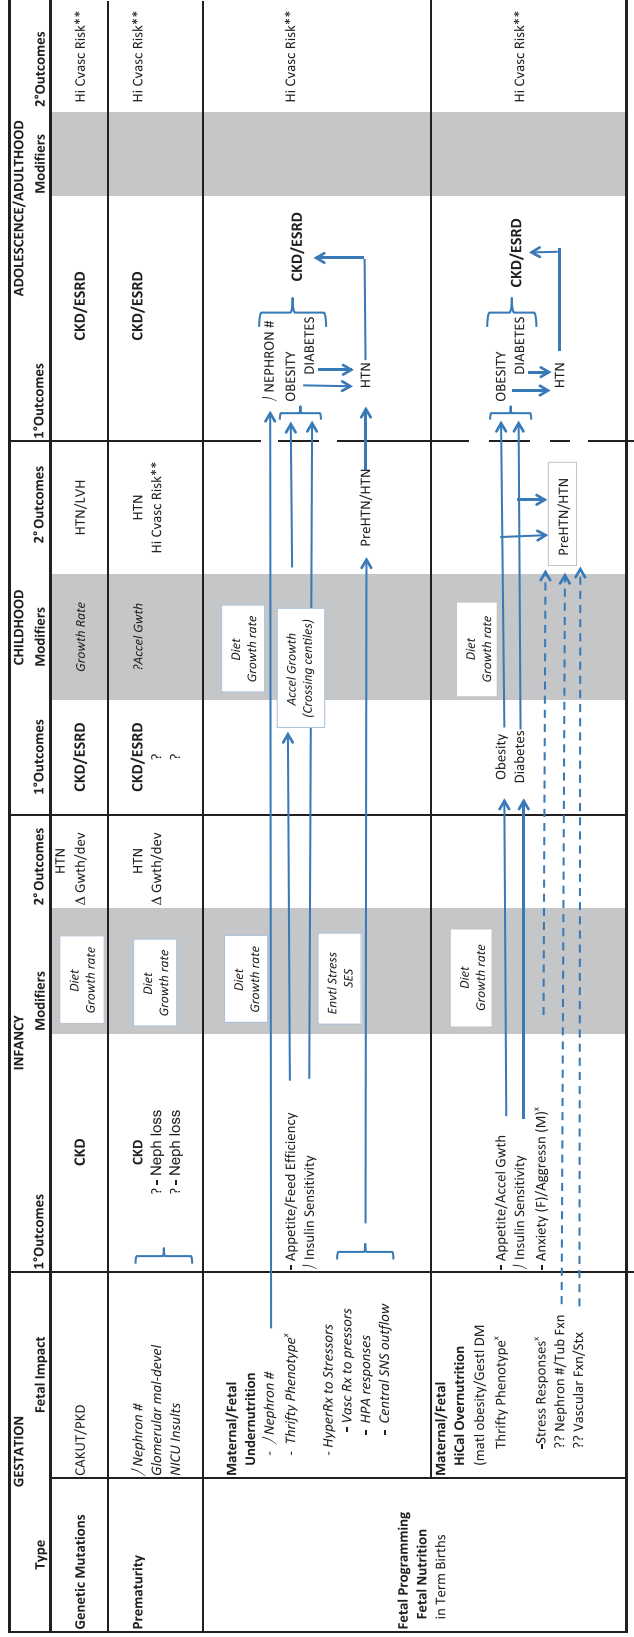 GESTATION
INFANCY
CHILDHOOD
ADOLESCENCE/ADULTHOOD
Type
Fetal Impact
1°Outcomes
Modifiers
2° Outcomes
1°Outcomes
Modifiers
2° Outcomes
1°Outcomes
Modifiers
2°Outcomes
Genetic Mutations
CAKUT/PKD
CKD
Diet
Growth rate
HTN
Δ Gwth/dev
CKD/ESRD
Growth Rate
HTN/LVH
CKD/ESRD
Hi Cvasc Risk**
Prematurity
/ Nephron #
Glomerular mal-devel
NICU Insults
CKD
? – Neph loss
? – Neph loss
Diet
Growth rate
HTN
Δ Gwth/dev
CKD/ESRD
?
?
?Accel Gwth
HTN
Hi Cvasc Risk**
CKD/ESRD
Hi Cvasc Risk**
Fetal Programming
Fetal Nutrition
in Term Births
Maternal/Fetal
Undernutrition
- / Nephron #
- Thrifty Phenotypeˣ
- HyperRx to Stressors
– Vasc Rx to pressors
– HPA responses
– Central SNS outflow
– Appetite/Feed Efficiency
/ Insulin Sensitivity
Diet
Growth rate
Envtl Stress
SES
Diet
Growth rate
Accel Growth
(Crossing centiles)
PreHTN/HTN
/ NEPHRON #
OBESITY
DIABETES
HTN
CKD/ESRD
Hi Cvasc Risk**
Maternal/Fetal
HiCal Overnutrition
(matl obesity/Gestl DM
Thrifty Phenotypeˣ
–Stress Responsesˣ
?? Nephron #/Tub Fxn
?? Vascular Fxn/Stx
– Appetite/Accel Gwth
/ Insulin Sensitivity
– Anxiety (F)/Aggressn (M)ˣ
Diet
Growth rate
Obesity
Diabetes
Diet
Growth rate
PreHTN/HTN
OBESITY
DIABETES
HTN
CKD/ESRD
Hi Cvasc Risk**